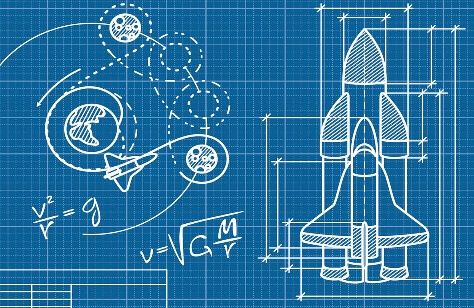 v²/r = g
v = √G M/r